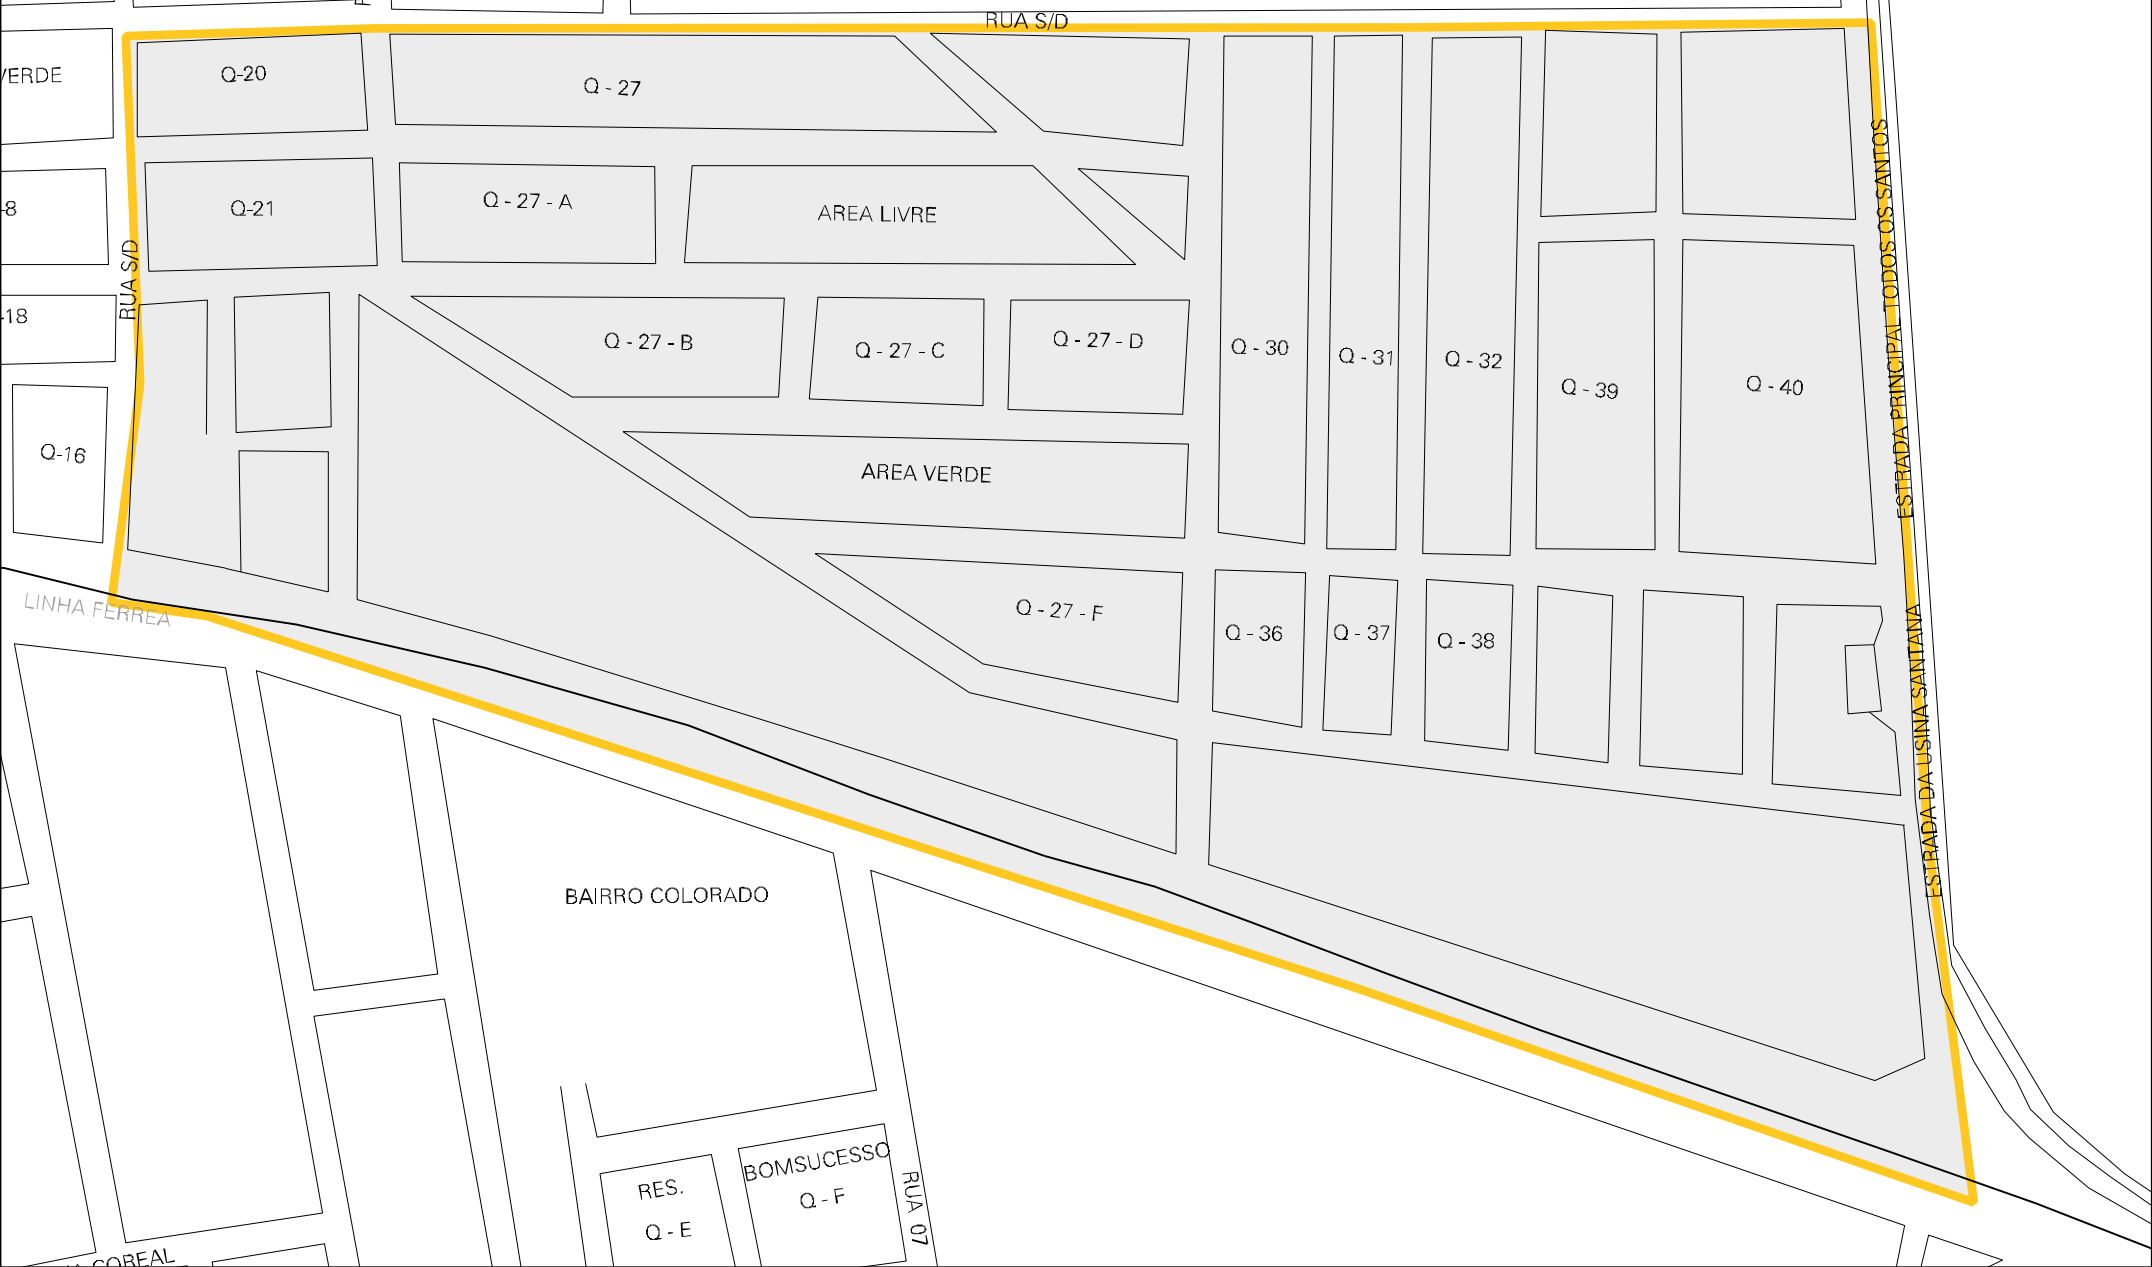 RUA S/D
Q-20
Q - 27
VERDE
Q-21
Q - 27 - A
AREA LIVRE
-8
RUA S/D
-18
Q - 27 - B
Q - 27 - C
Q - 27 - D
Q - 30
Q - 31
Q - 32
Q - 39
Q - 40
ESTRADA PRINCIPAL TODOS OS SANTOS
Q-16
AREA VERDE
LINHA FERREA
Q - 27 - F
Q - 36
Q - 37
Q - 38
ESTRADA DA USINA SANTANA
BAIRRO COLORADO
BOMSUCESSO
Q - F
RES.
Q - E
RUA 07
COREAL